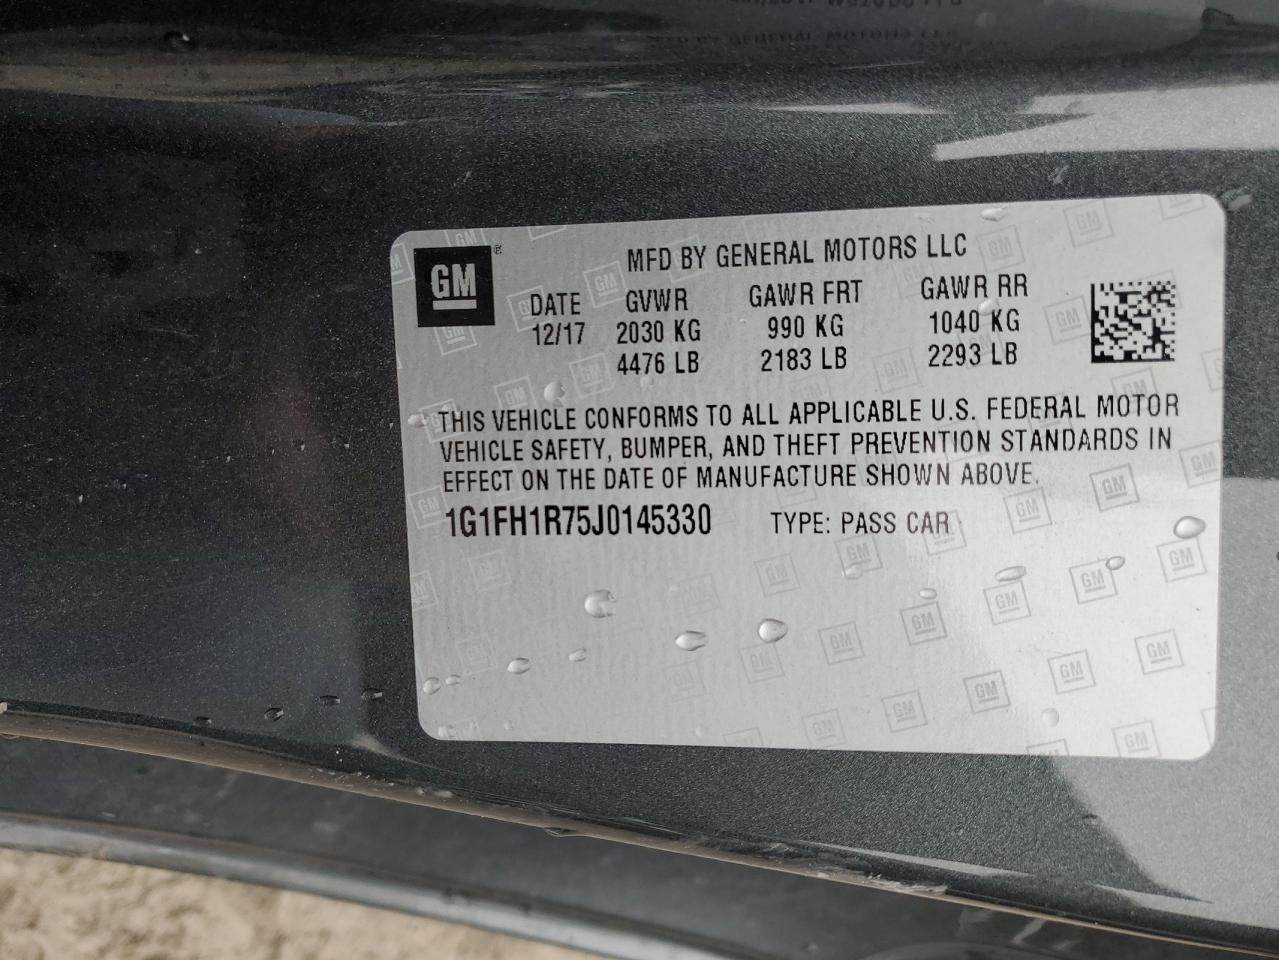 GM
MFD BY GENERAL MOTORS LLC
DATE GVWR GAWR FRT GAWR RR
12/17 2030 KG 990 KG 1040 KG
4476 LB 2183 LB 2293 LB
THIS VEHICLE CONFORMS TO ALL APPLICABLE U.S. FEDERAL MOTOR
VEHICLE SAFETY, BUMPER, AND THEFT PREVENTION STANDARDS IN
EFFECT ON THE DATE OF MANUFACTURE SHOWN ABOVE.
1G1FH1R75J0145330 TYPE: PASS CAR